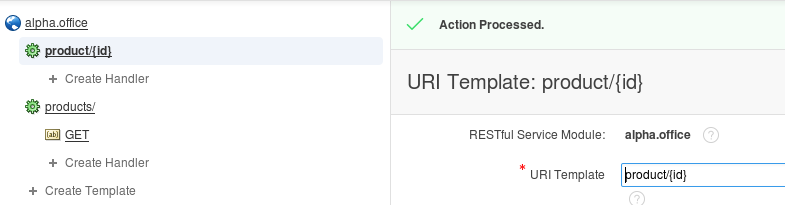 alpha.office
product/{id}
+ Create Handler
products/
GET
+ Create Handler
+ Create Template
Action Processed.
URI Template: product/{id}
RESTful Service Module: alpha.office ?
* URI Template product/{id}
?